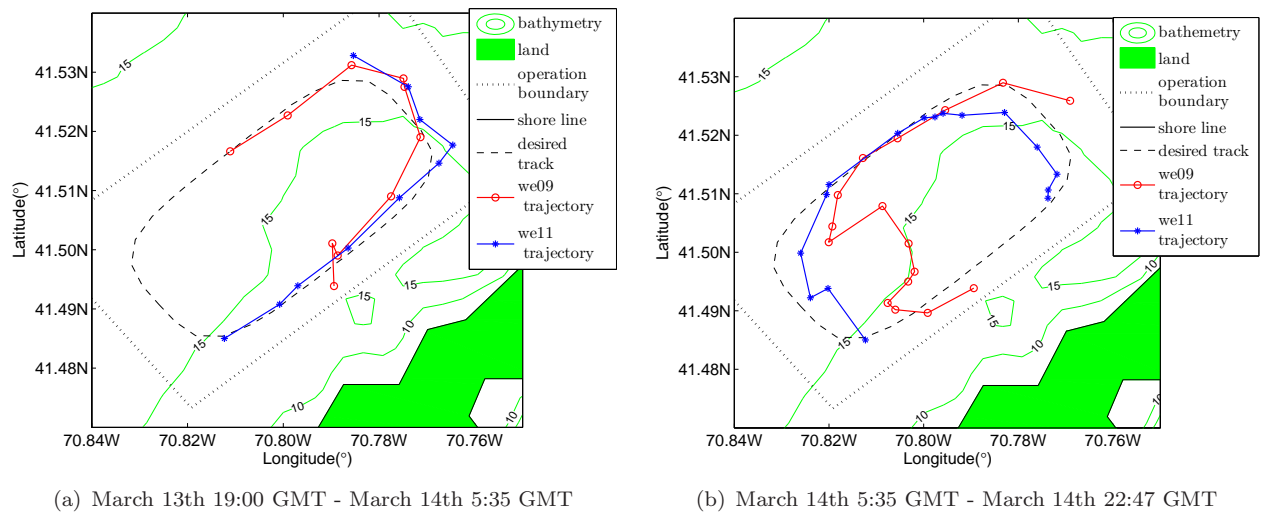 bathymetry
land
operation
boundary
shore line
desired
track
we09
trajectory
we11
trajectory
41.53N
41.52N
41.51N
41.50N
41.49N
41.48N
Latitude(°)
15
15
15
15
15
10
10
10
70.84W 70.82W 70.80W 70.78W 70.76W
Longitude(°)
(a) March 13th 19:00 GMT - March 14th 5:35 GMT
bathemetry
land
operation
boundary
shore line
desired track
we09
trajectory
we11
trajectory
41.53N
41.52N
41.51N
41.50N
41.49N
41.48N
Latitude(°)
15
15
15
15
15
10
10
10
70.84W 70.82W 70.80W 70.78W 70.76W
Longitude(°)
(b) March 14th 5:35 GMT - March 14th 22:47 GMT